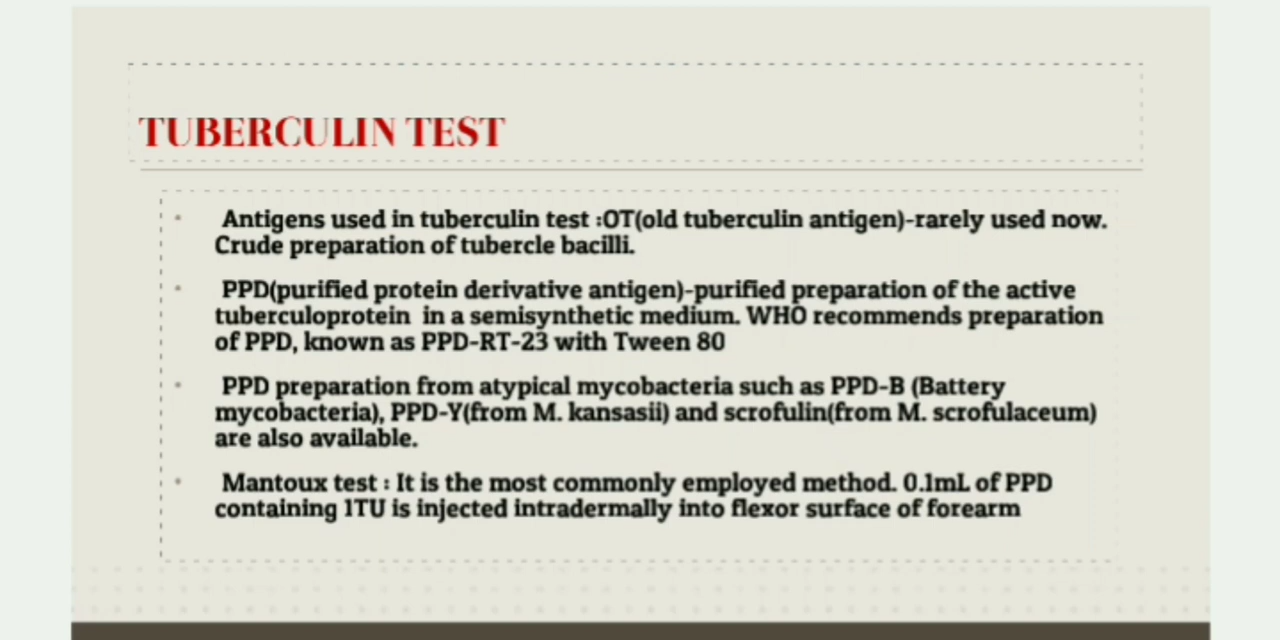 TUBERCULIN TEST
• Antigens used in tuberculin test :OT(old tuberculin antigen)-rarely used now.
Crude preparation of tubercle bacilli.
• PPD(purified protein derivative antigen)-purified preparation of the active
tuberculoprotein in a semisynthetic medium. WHO recommends preparation
of PPD, known as PPD-RT-23 with Tween 80
• PPD preparation from atypical mycobacteria such as PPD-B (Battery
mycobacteria), PPD-Y(from M. kansasii) and scrofulin(from M. scrofulaceum)
are also available.
• Mantoux test : It is the most commonly employed method. 0.1mL of PPD
containing 1TU is injected intradermally into flexor surface of forearm